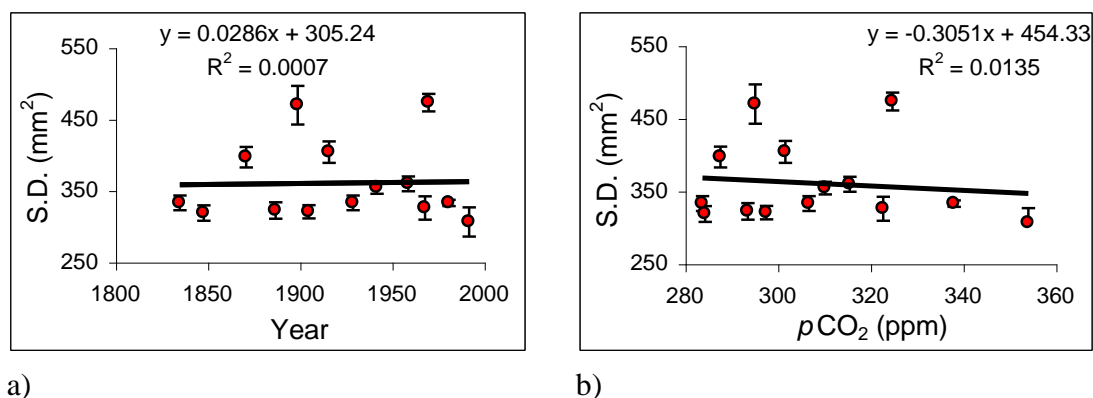 y = 0.0286x + 305.24
R² = 0.0007
550
450
350
250
S.D. (mm²)
1800 1850 1900 1950 2000
Year
a)
y = -0.3051x + 454.33
R² = 0.0135
550
450
350
250
S.D. (mm²)
280 300 320 340 360
pCO₂ (ppm)
b)